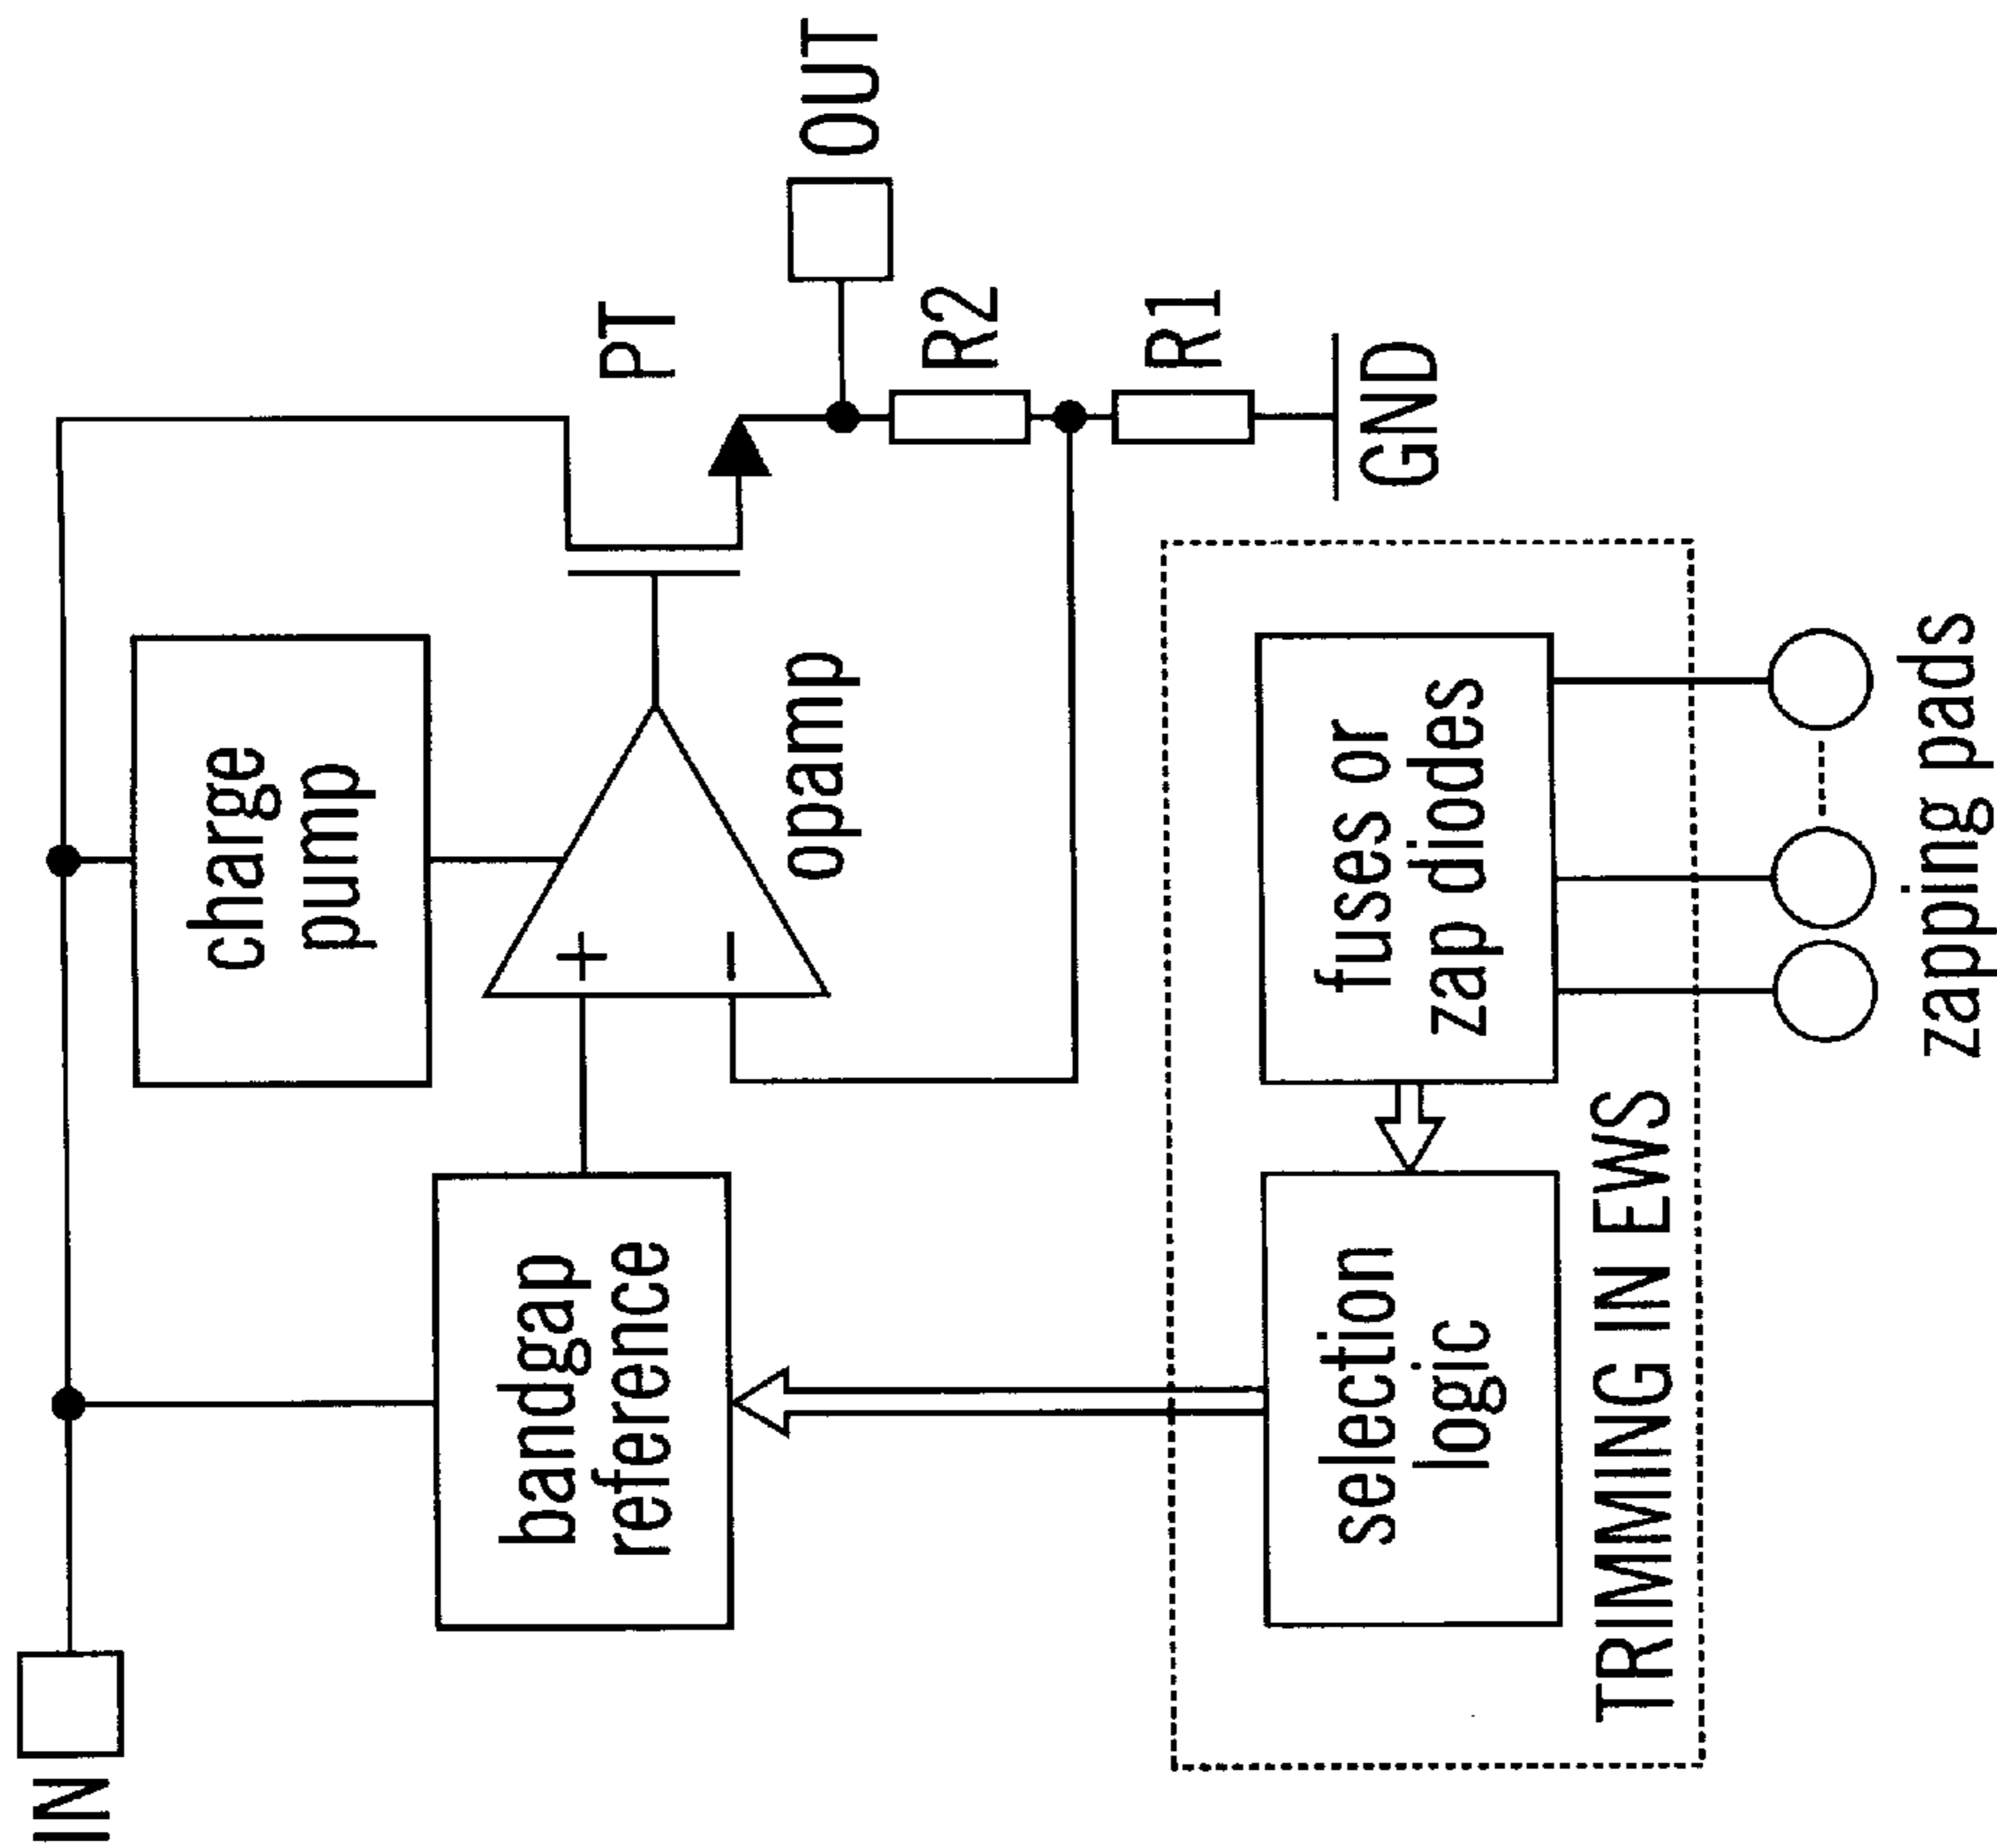 IN
charge
pump
PT
OUT
bandgap
reference
+
−
opamp
R2
R1
GND
selection
logic
fuses or
zap diodes
TRIMMING IN EWS
zapping pads